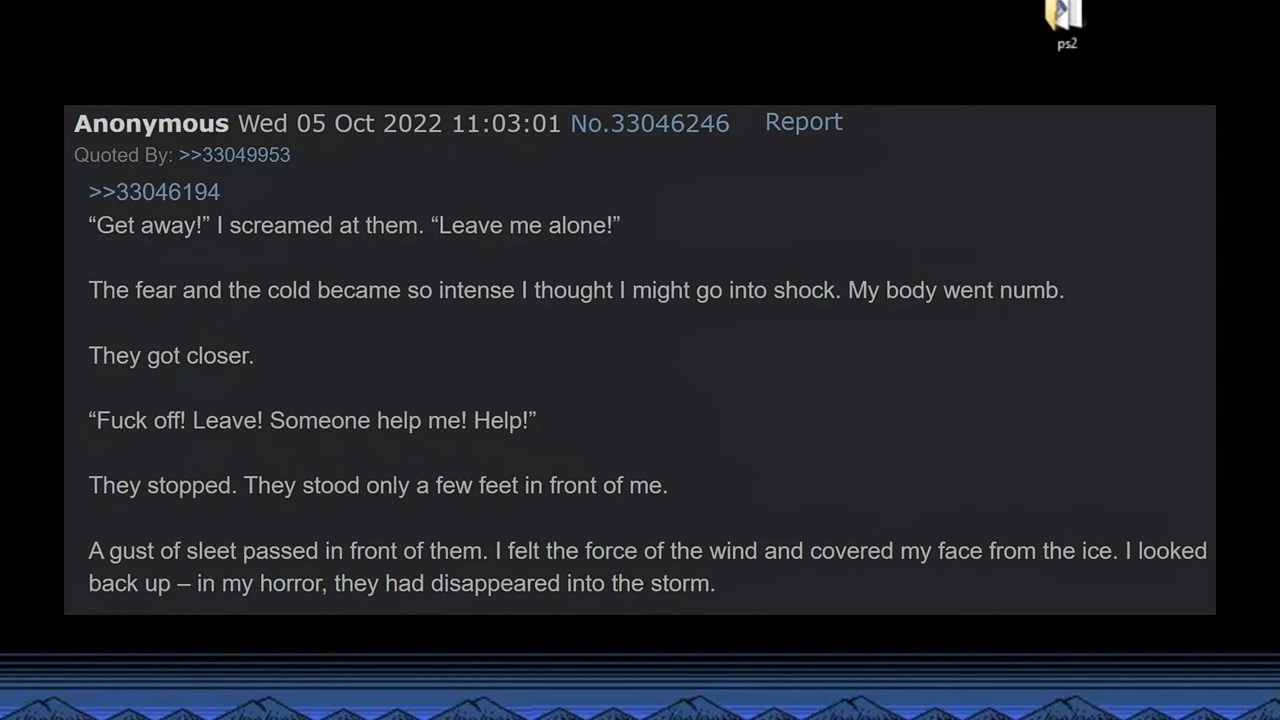 ps2
Anonymous Wed 05 Oct 2022 11:03:01 No.33046246 Report
Quoted By: >>33049953
>>33046194
“Get away!” I screamed at them. “Leave me alone!”
The fear and the cold became so intense I thought I might go into shock. My body went numb.
They got closer.
“Fuck off! Leave! Someone help me! Help!”
They stopped. They stood only a few feet in front of me.
A gust of sleet passed in front of them. I felt the force of the wind and covered my face from the ice. I looked
back up – in my horror, they had disappeared into the storm.